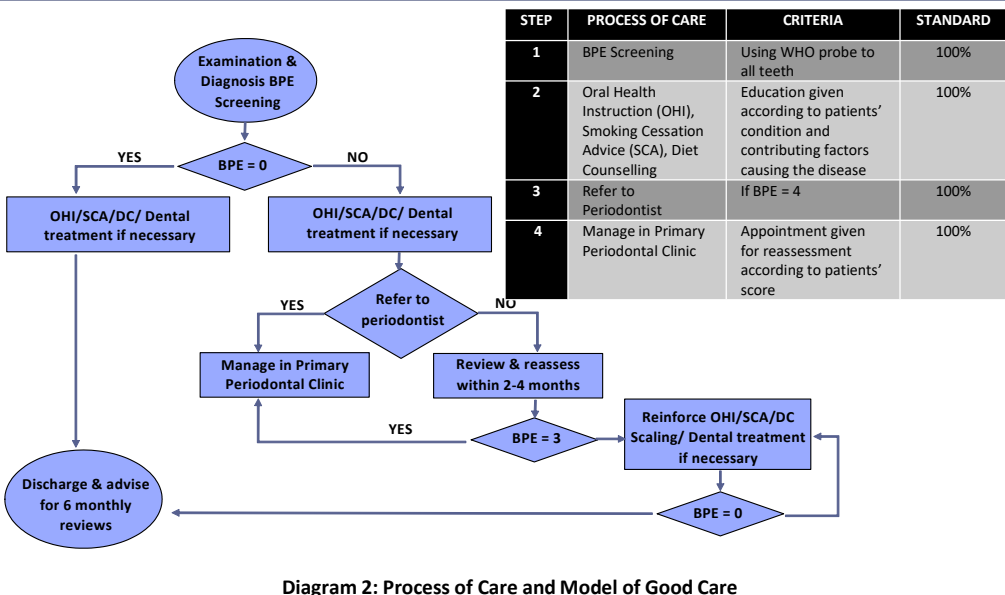 Examination &
Diagnosis BPE
Screening
YES
BPE = 0
NO
OHI/SCA/DC/ Dental
treatment if necessary
OHI/SCA/DC/ Dental
treatment if necessary
YES
Refer to
periodontist
NO
Manage in Primary
Periodontal Clinic
Review & reassess
within 2-4 months
YES
BPE = 3
Reinforce OHI/SCA/DC
Scaling/ Dental treatment
if necessary
Discharge & advise
for 6 monthly
reviews
BPE = 0
STEP PROCESS OF CARE CRITERIA STANDARD
1 BPE Screening Using WHO probe to 100%
all teeth
2 Oral Health Education given 100%
Instruction (OHI), according to patients’
Smoking Cessation condition and
Advice (SCA), Diet contributing factors
Counselling causing the disease
3 Refer to If BPE = 4 100%
Periodontist
4 Manage in Primary Appointment given 100%
Periodontal Clinic for reassessment
according to patients’
score
Diagram 2: Process of Care and Model of Good Care